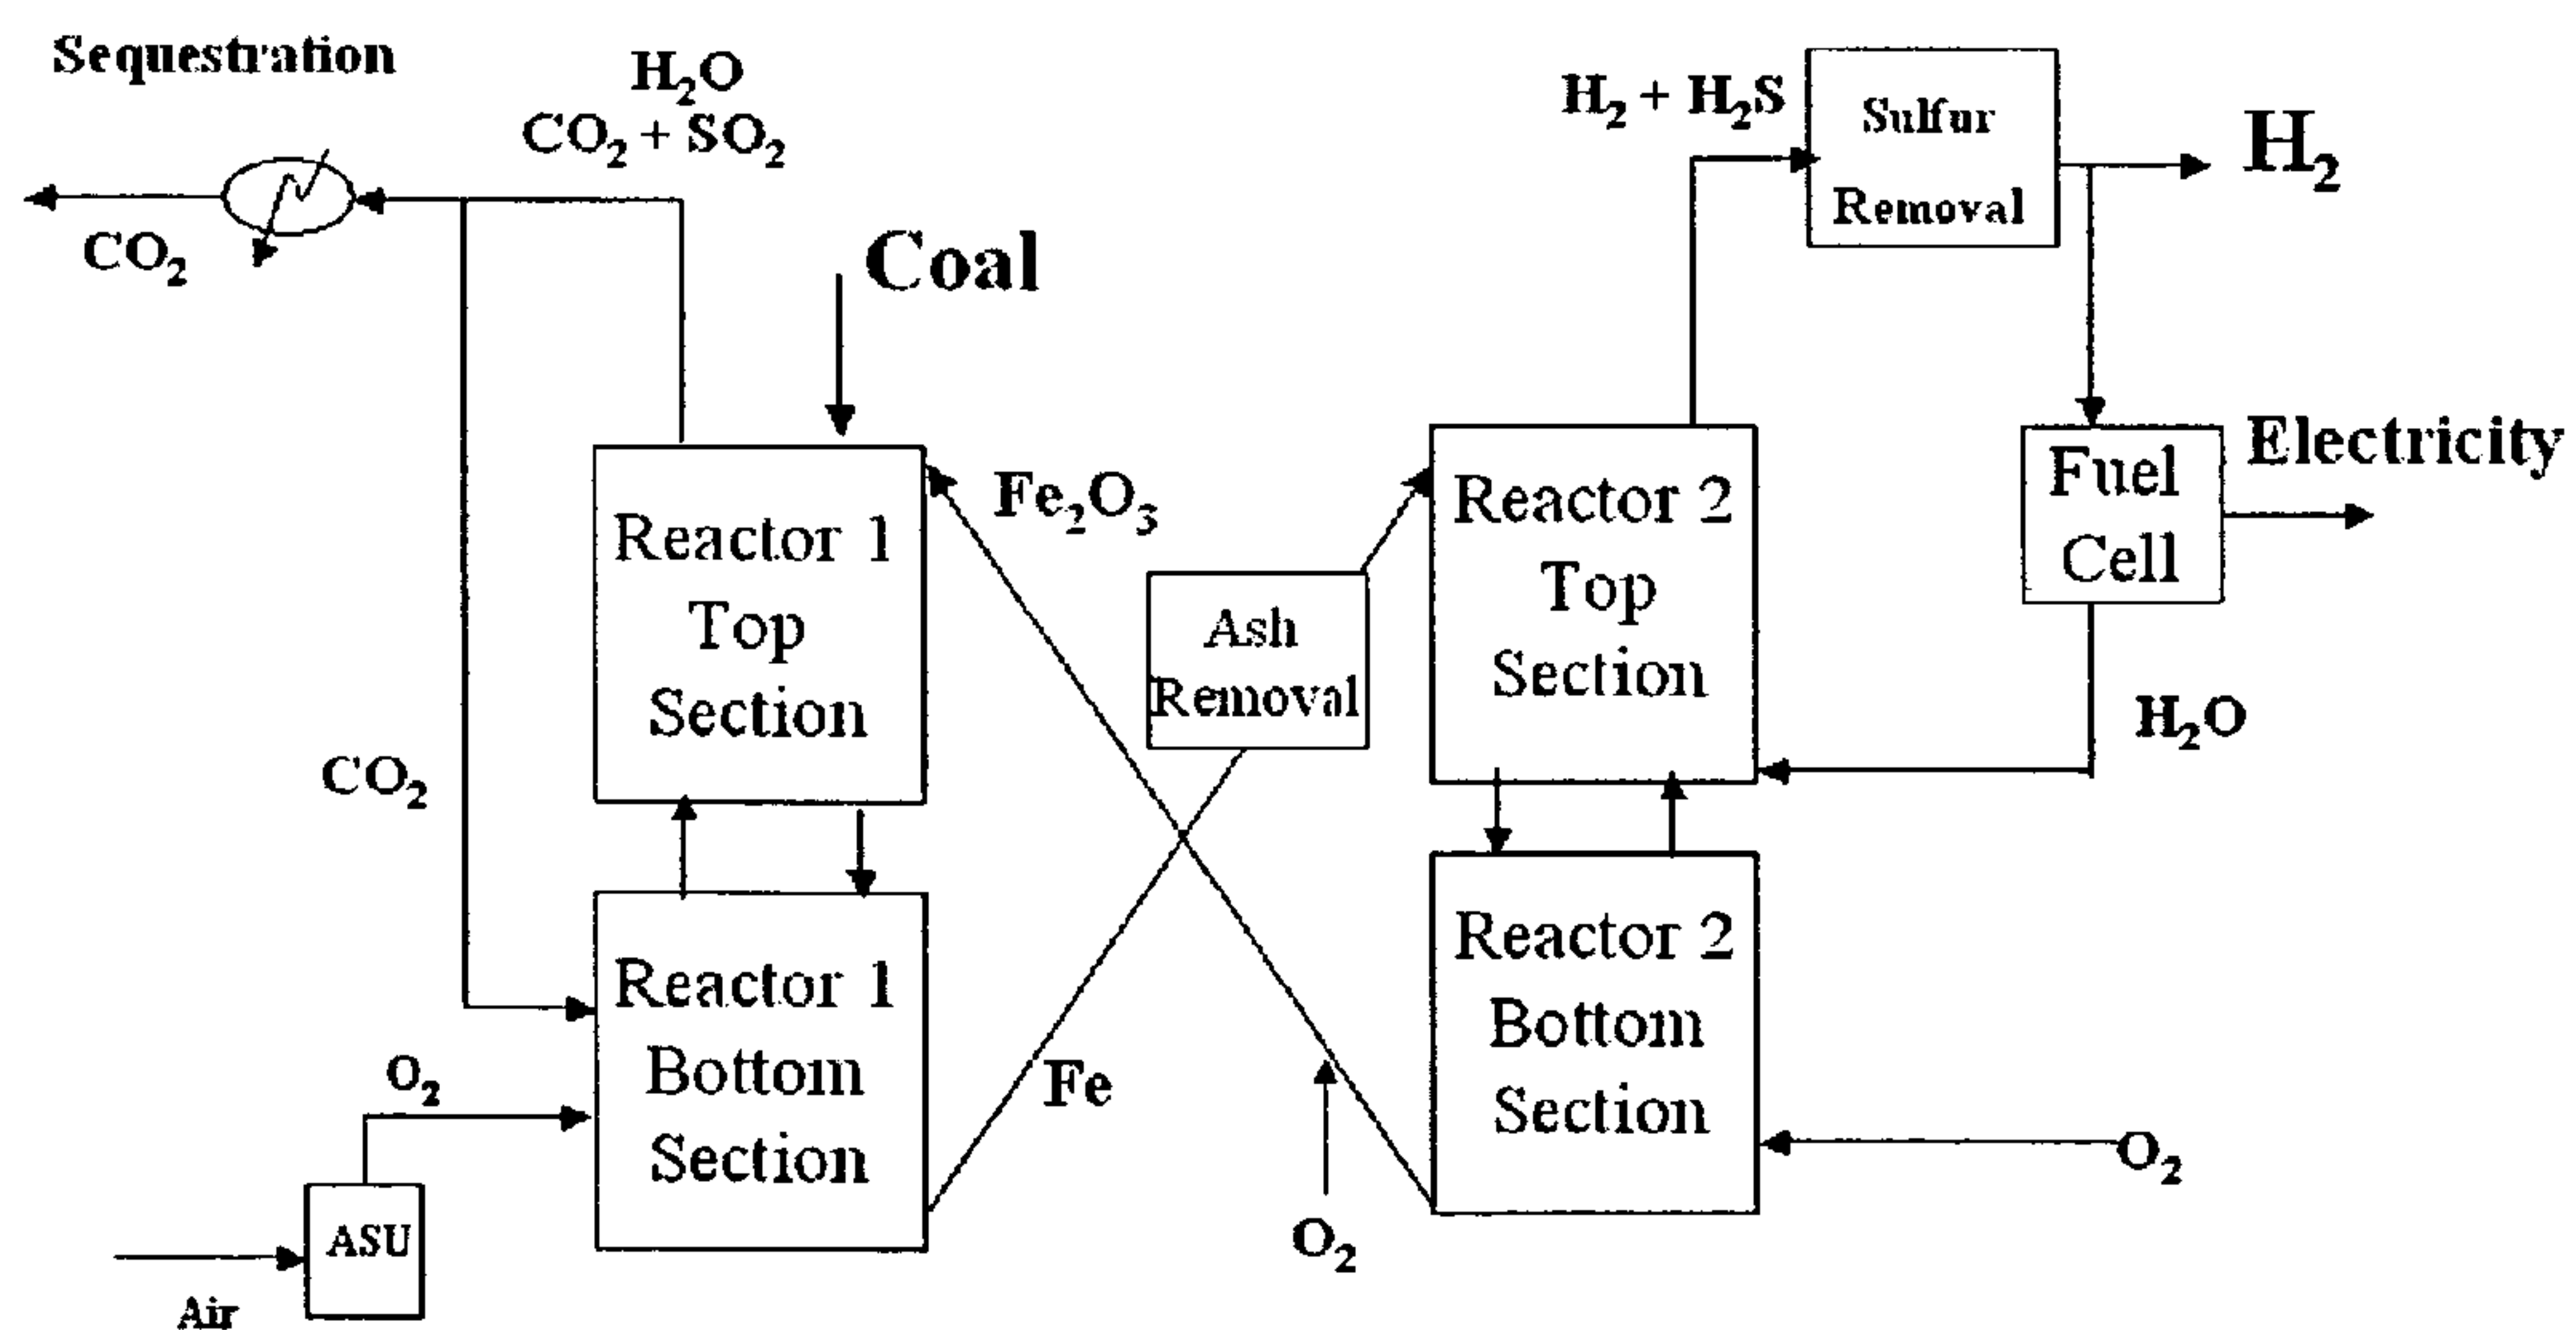 Sequestration
H₂O
CO₂ + SO₂
CO₂
Coal
H₂ + H₂S
Sulfur
Removal
H₂
Fe₂O₃
Reactor 1
Top
Section
Ash
Removal
Reactor 2
Top
Section
Fuel
Cell
Electricity
H₂O
CO₂
Reactor 1
Bottom
Section
Fe
O₂
Reactor 2
Bottom
Section
O₂
O₂
ASU
Air